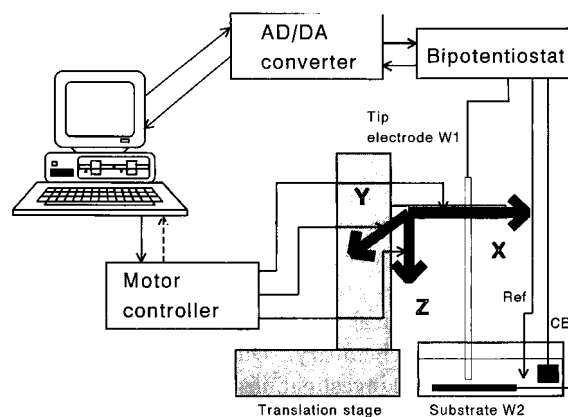 AD/DA
converter
Bipotentiostat
Tip
electrode W1
Y
X
Z
Motor
controller
Ref
CE
Translation stage
Substrate W2